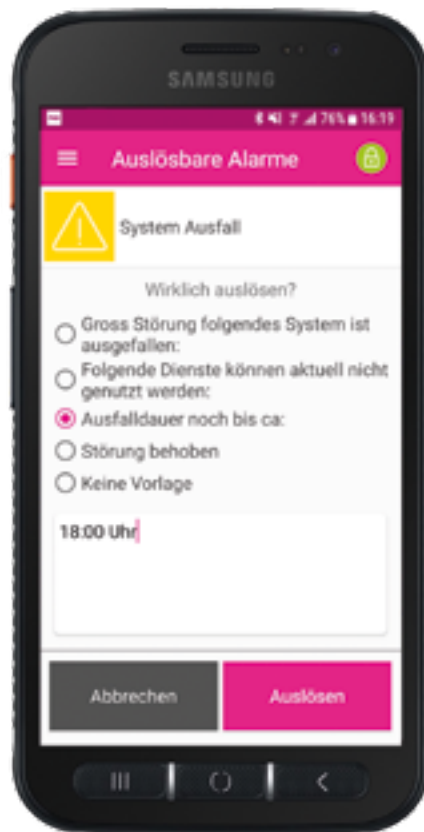 SAMSUNG
76% 16:19
Auslösbare Alarme
System Ausfall
Wirklich auslösen?
Gross Störung folgendes System ist
ausgefallen:
Folgende Dienste können aktuell nicht
genutzt werden:
Ausfalldauer noch bis ca:
Störung behoben
Keine Vorlage
18:00 Uhr
Abbrechen Auslösen